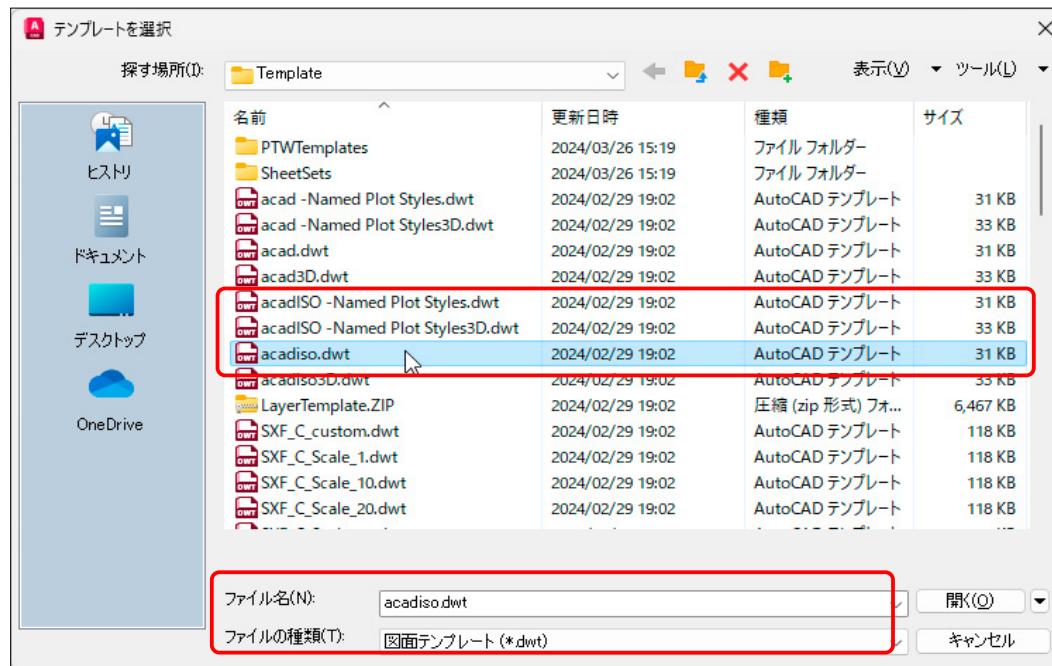 テンプレートを選択
探す場所(I): Template 表示(V) ツール(L)
名前 更新日時 種類 サイズ
PTWTemplates 2024/03/26 15:19 ファイル フォルダー
SheetSets 2024/03/26 15:19 ファイル フォルダー
acad -Named Plot Styles.dwt 2024/02/29 19:02 AutoCAD テンプレート 31 KB
acad -Named Plot Styles3D.dwt 2024/02/29 19:02 AutoCAD テンプレート 33 KB
acad.dwt 2024/02/29 19:02 AutoCAD テンプレート 31 KB
acad3D.dwt 2024/02/29 19:02 AutoCAD テンプレート 33 KB
acadISO -Named Plot Styles.dwt 2024/02/29 19:02 AutoCAD テンプレート 31 KB
acadISO -Named Plot Styles3D.dwt 2024/02/29 19:02 AutoCAD テンプレート 33 KB
acadiso.dwt 2024/02/29 19:02 AutoCAD テンプレート 31 KB
acadiso3D.dwt 2024/02/29 19:02 AutoCAD テンプレート 33 KB
LayerTemplate.ZIP 2024/02/29 19:02 圧縮 (zip 形式) フォ... 6,467 KB
SXF_C_custom.dwt 2024/02/29 19:02 AutoCAD テンプレート 118 KB
SXF_C_Scale_1.dwt 2024/02/29 19:02 AutoCAD テンプレート 118 KB
SXF_C_Scale_10.dwt 2024/02/29 19:02 AutoCAD テンプレート 118 KB
SXF_C_Scale_20.dwt 2024/02/29 19:02 AutoCAD テンプレート 118 KB
ヒストリ
ドキュメント
デスクトップ
OneDrive
ファイル名(N): acadiso.dwt 開く(O)
ファイルの種類(T): 図面テンプレート (*.dwt) キャンセル